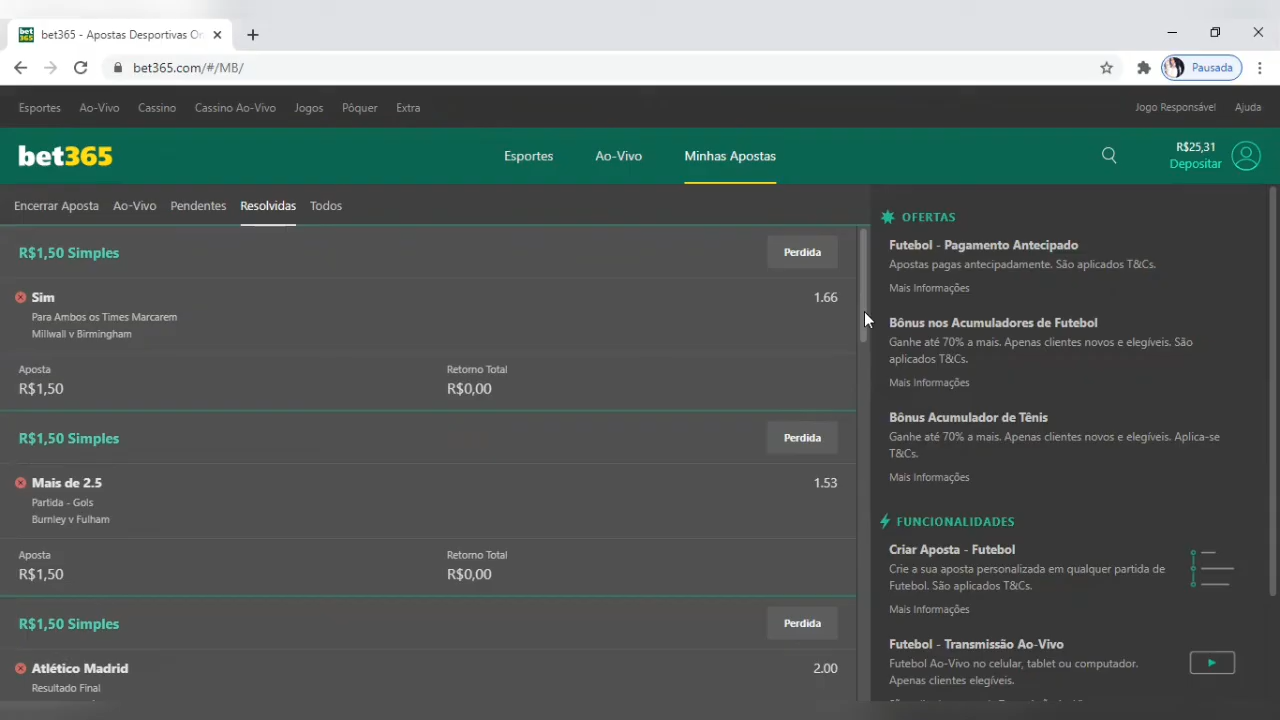 bet365 - Apostas Desportivas On
bet365.com/#/MB/
Pausada
Esportes Ao-Vivo Cassino Cassino Ao-Vivo Jogos Pôquer Extra
Jogo Responsável Ajuda
bet365
Esportes Ao-Vivo Minhas Apostas
R$25,31
Depositar
Encerrar Aposta Ao-Vivo Pendentes Resolvidas Todos
R$1,50 Simples Perdida
Sim 1.66
Para Ambos os Times Marcarem
Millwall v Birmingham
Aposta Retorno Total
R$1,50 R$0,00
R$1,50 Simples Perdida
Mais de 2.5 1.53
Partida - Gols
Burnley v Fulham
Aposta Retorno Total
R$1,50 R$0,00
R$1,50 Simples Perdida
Atlético Madrid 2.00
Resultado Final
OFERTAS
Futebol - Pagamento Antecipado
Apostas pagas antecipadamente. São aplicados T&Cs.
Mais Informações
Bônus nos Acumuladores de Futebol
Ganhe até 70% a mais. Apenas clientes novos e elegíveis. São
aplicados T&Cs.
Mais Informações
Bônus Acumulador de Tênis
Ganhe até 70% a mais. Apenas clientes novos e elegíveis. Aplica-se
T&Cs.
Mais Informações
FUNCIONALIDADES
Criar Aposta - Futebol
Crie a sua aposta personalizada em qualquer partida de
Futebol. São aplicados T&Cs.
Mais Informações
Futebol - Transmissão Ao-Vivo
Futebol Ao-Vivo no celular, tablet ou computador.
Apenas clientes elegíveis.